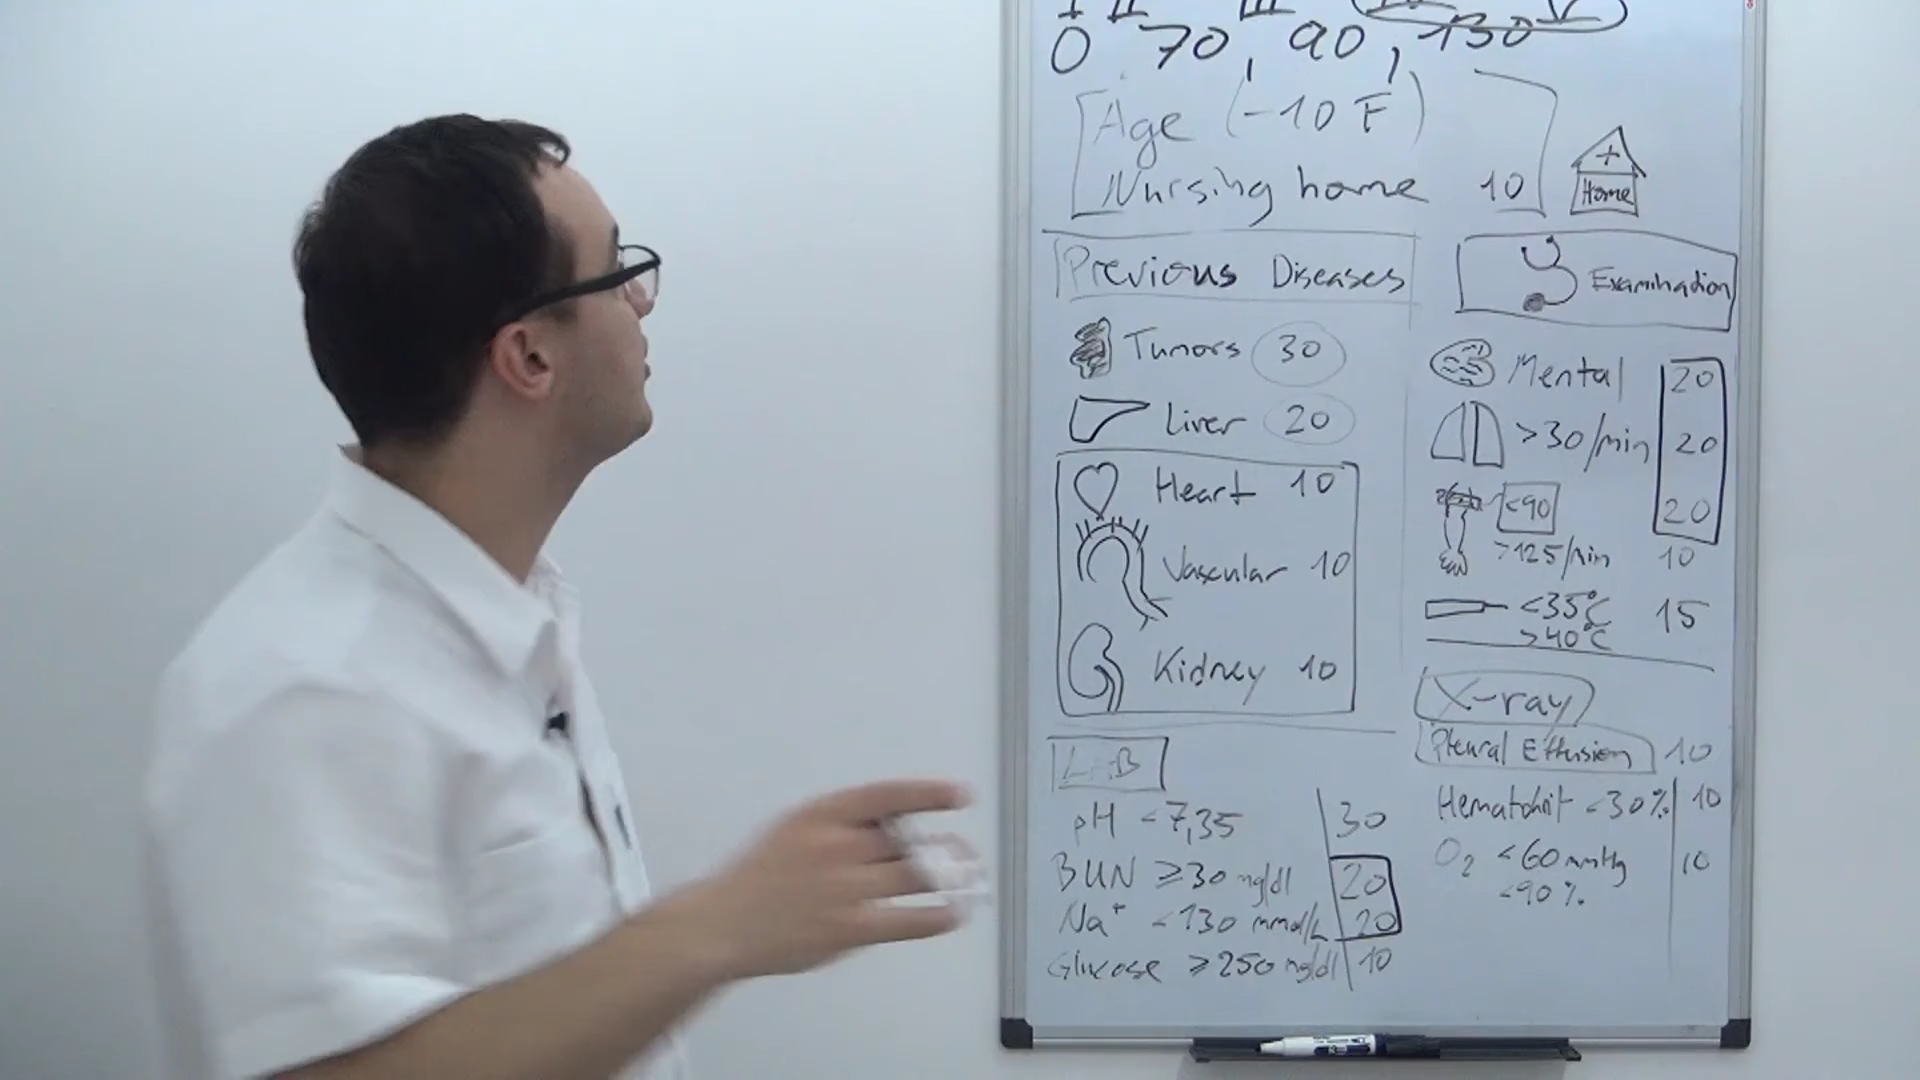 I II III IV V
0 70, 90, 130
Age (-10 F)
Nursing home 10
Home
Previous Diseases
Tumors 30
Liver 20
Heart 10
Vascular 10
Kidney 10
Examination
Mental 20
>30/min 20
<90 20
>125/min 10
<35°C 15
>40°C
X-ray
Pleural Effusion 10
Hematokrit <30% 10
O2 <60 mmHg 10
<90%
LAB
pH <7,35 30
BUN ≥30 mg/dl 20
Na+ <130 mmol/L 20
Glucose ≥250 mg/dl 10